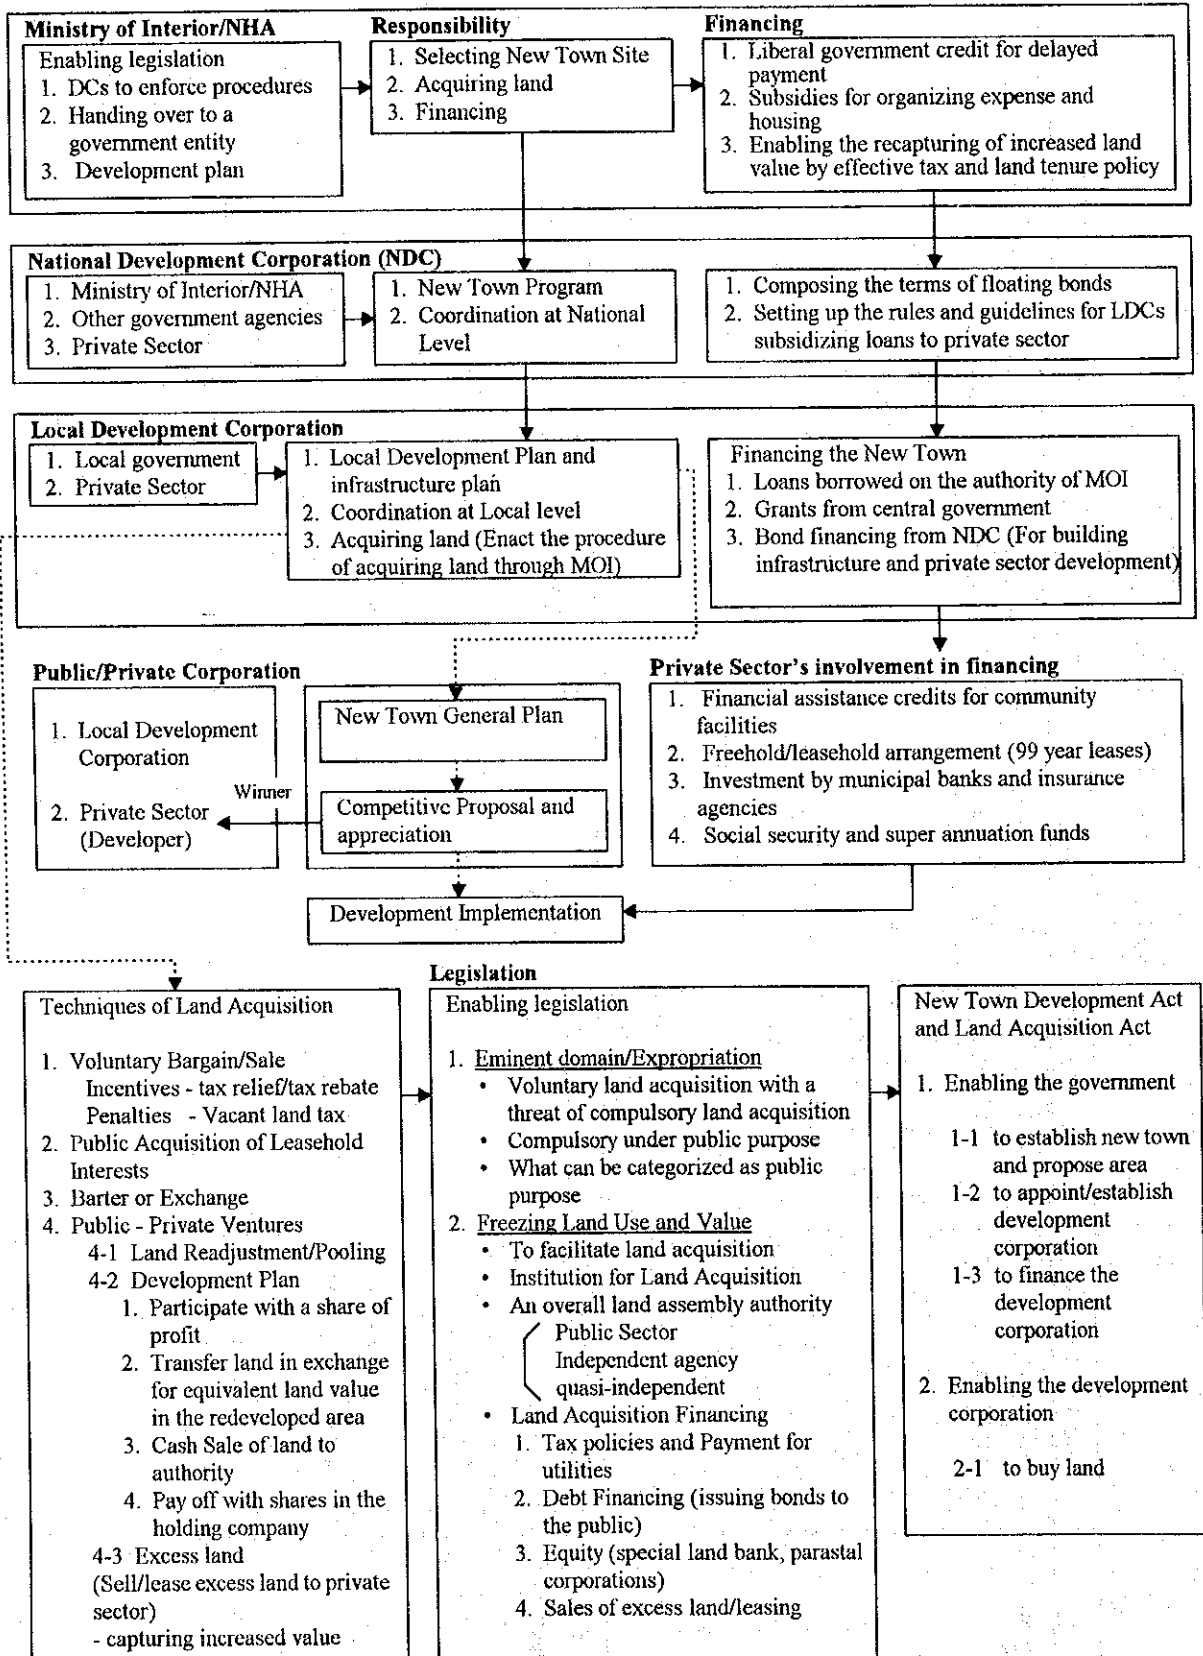 Ministry of Interior/NHA
Enabling legislation
1. DCs to enforce procedures
2. Handing over to a
government entity
3. Development plan
Responsibility
1. Selecting New Town Site
2. Acquiring land
3. Financing
Financing
1. Liberal government credit for delayed
payment
2. Subsidies for organizing expense and
housing
3. Enabling the recapturing of increased land
value by effective tax and land tenure policy
National Development Corporation (NDC)
1. Ministry of Interior/NHA
2. Other government agencies
3. Private Sector
1. New Town Program
2. Coordination at National
Level
1. Composing the terms of floating bonds
2. Setting up the rules and guidelines for LDCs
subsidizing loans to private sector
Local Development Corporation
1. Local government
2. Private Sector
1. Local Development Plan and
infrastructure plan
2. Coordination at Local level
3. Acquiring land (Enact the procedure
of acquiring land through MOI)
Financing the New Town
1. Loans borrowed on the authority of MOI
2. Grants from central government
3. Bond financing from NDC (For building
infrastructure and private sector development)
Public/Private Corporation
1. Local Development
Corporation
2. Private Sector
(Developer)
Winner
New Town General Plan
Competitive Proposal and
appreciation
Development Implementation
Private Sector's involvement in financing
1. Financial assistance credits for community
facilities
2. Freehold/leasehold arrangement (99 year leases)
3. Investment by municipal banks and insurance
agencies
4. Social security and super annuation funds
Techniques of Land Acquisition
1. Voluntary Bargain/Sale
Incentives - tax relief/tax rebate
Penalties - Vacant land tax
2. Public Acquisition of Leasehold
Interests
3. Barter or Exchange
4. Public - Private Ventures
4-1 Land Readjustment/Pooling
4-2 Development Plan
1. Participate with a share of
profit
2. Transfer land in exchange
for equivalent land value
in the redeveloped area
3. Cash Sale of land to
authority
4. Pay off with shares in the
holding company
4-3 Excess land
(Sell/lease excess land to private
sector)
- capturing increased value
Legislation
Enabling legislation
1. Eminent domain/Expropriation
• Voluntary land acquisition with a
threat of compulsory land acquisition
• Compulsory under public purpose
• What can be categorized as public
purpose
2. Freezing Land Use and Value
• To facilitate land acquisition
• Institution for Land Acquisition
• An overall land assembly authority
Public Sector
Independent agency
quasi-independent
• Land Acquisition Financing
1. Tax policies and Payment for
utilities
2. Debt Financing (issuing bonds to
the public)
3. Equity (special land bank, parastal
corporations)
4. Sales of excess land/leasing
New Town Development Act
and Land Acquisition Act
1. Enabling the government
1-1 to establish new town
and propose area
1-2 to appoint/establish
development
corporation
1-3 to finance the
development
corporation
2. Enabling the development
corporation
2-1 to buy land